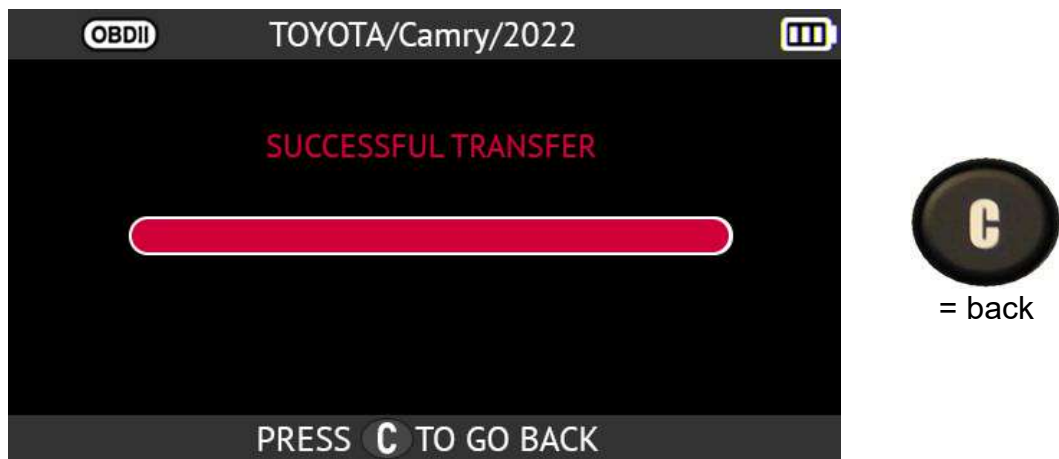 OBDII TOYOTA/Camry/2022
SUCCESSFUL TRANSFER
C
= back
PRESS C TO GO BACK